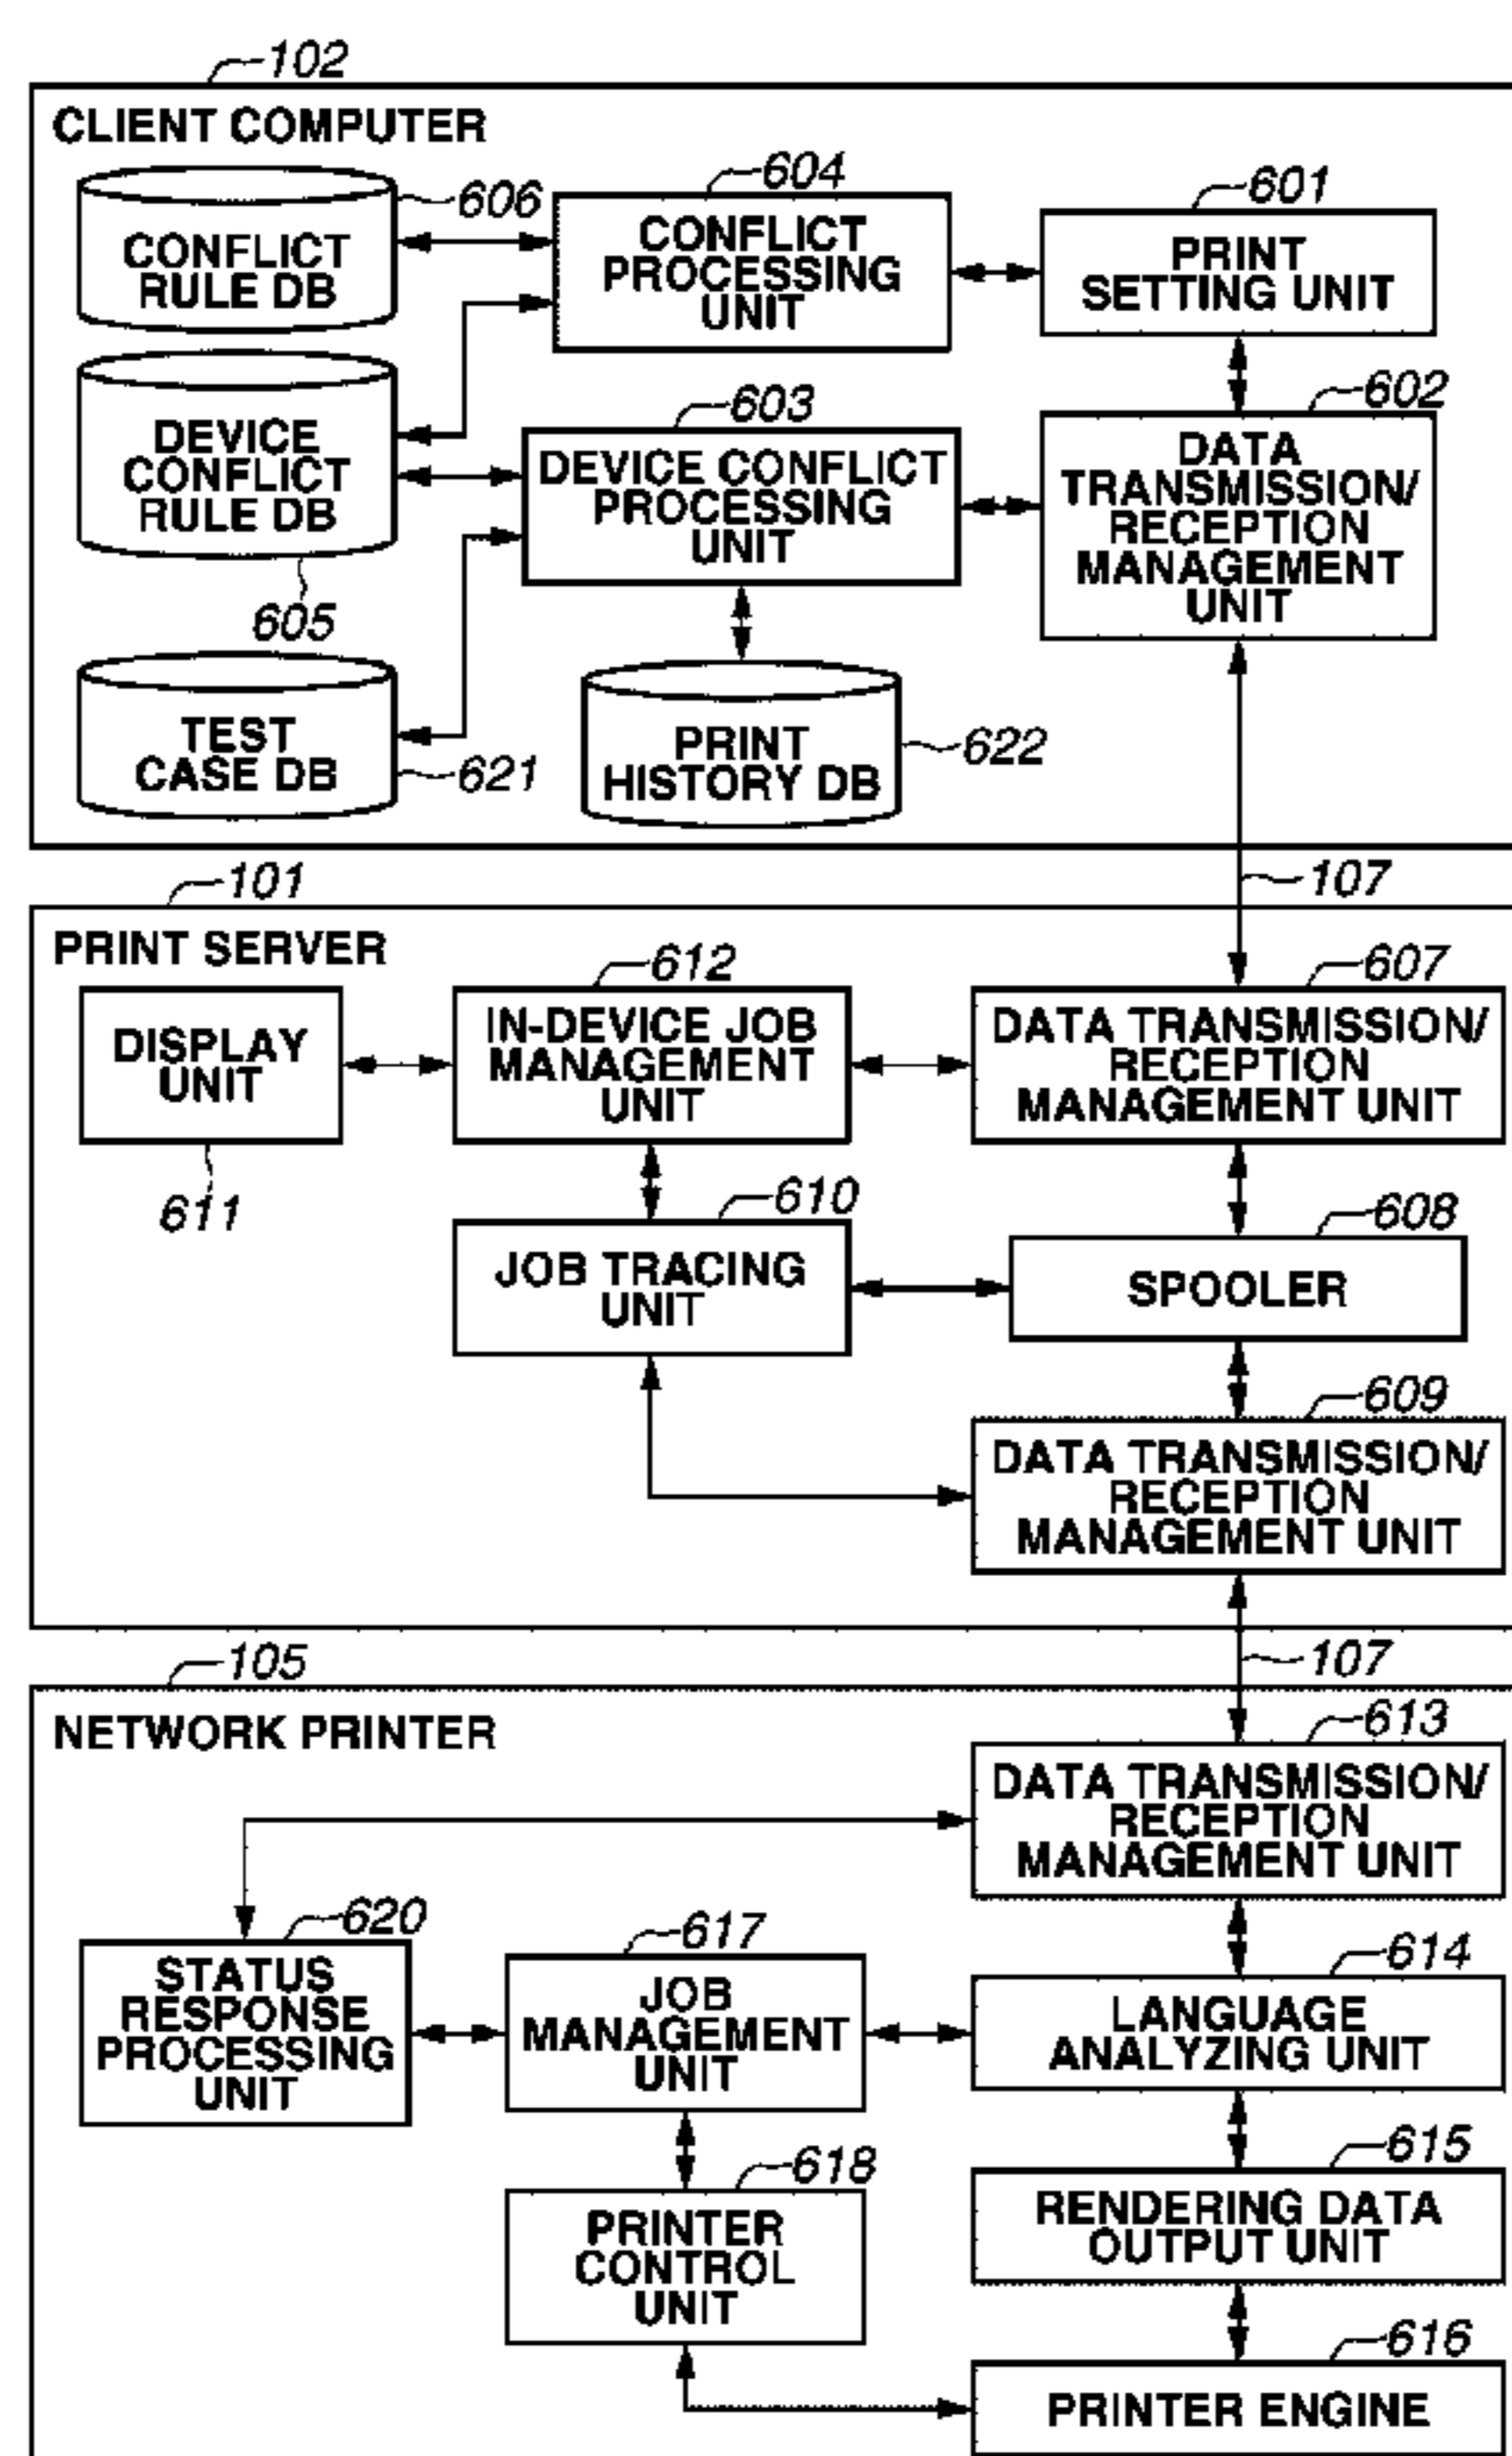 102
CLIENT COMPUTER
606
CONFLICT
RULE DB
604
CONFLICT
PROCESSING
UNIT
601
PRINT
SETTING UNIT
DEVICE
CONFLICT
RULE DB
605
603
DEVICE CONFLICT
PROCESSING
UNIT
602
DATA
TRANSMISSION/
RECEPTION
MANAGEMENT
UNIT
TEST
CASE DB
621
PRINT
HISTORY DB
622
107
101
PRINT SERVER
DISPLAY
UNIT
611
612
IN-DEVICE JOB
MANAGEMENT
UNIT
607
DATA TRANSMISSION/
RECEPTION
MANAGEMENT UNIT
610
JOB TRACING
UNIT
608
SPOOLER
609
DATA TRANSMISSION/
RECEPTION
MANAGEMENT UNIT
107
105
NETWORK PRINTER
613
DATA TRANSMISSION/
RECEPTION
MANAGEMENT UNIT
620
STATUS
RESPONSE
PROCESSING
UNIT
617
JOB
MANAGEMENT
UNIT
614
LANGUAGE
ANALYZING UNIT
618
PRINTER
CONTROL
UNIT
615
RENDERING DATA
OUTPUT UNIT
616
PRINTER ENGINE